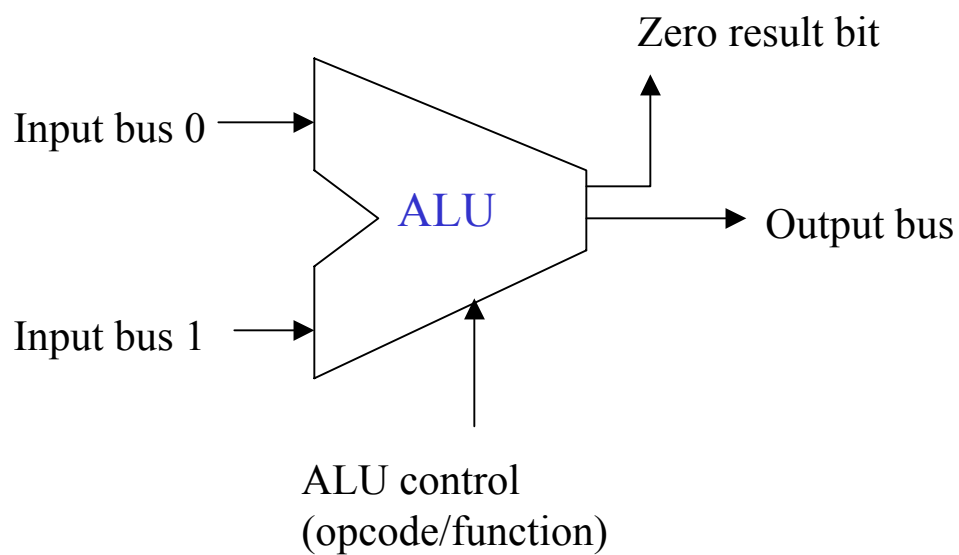 Zero result bit
Input bus 0
ALU
Output bus
Input bus 1
ALU control
(opcode/function)